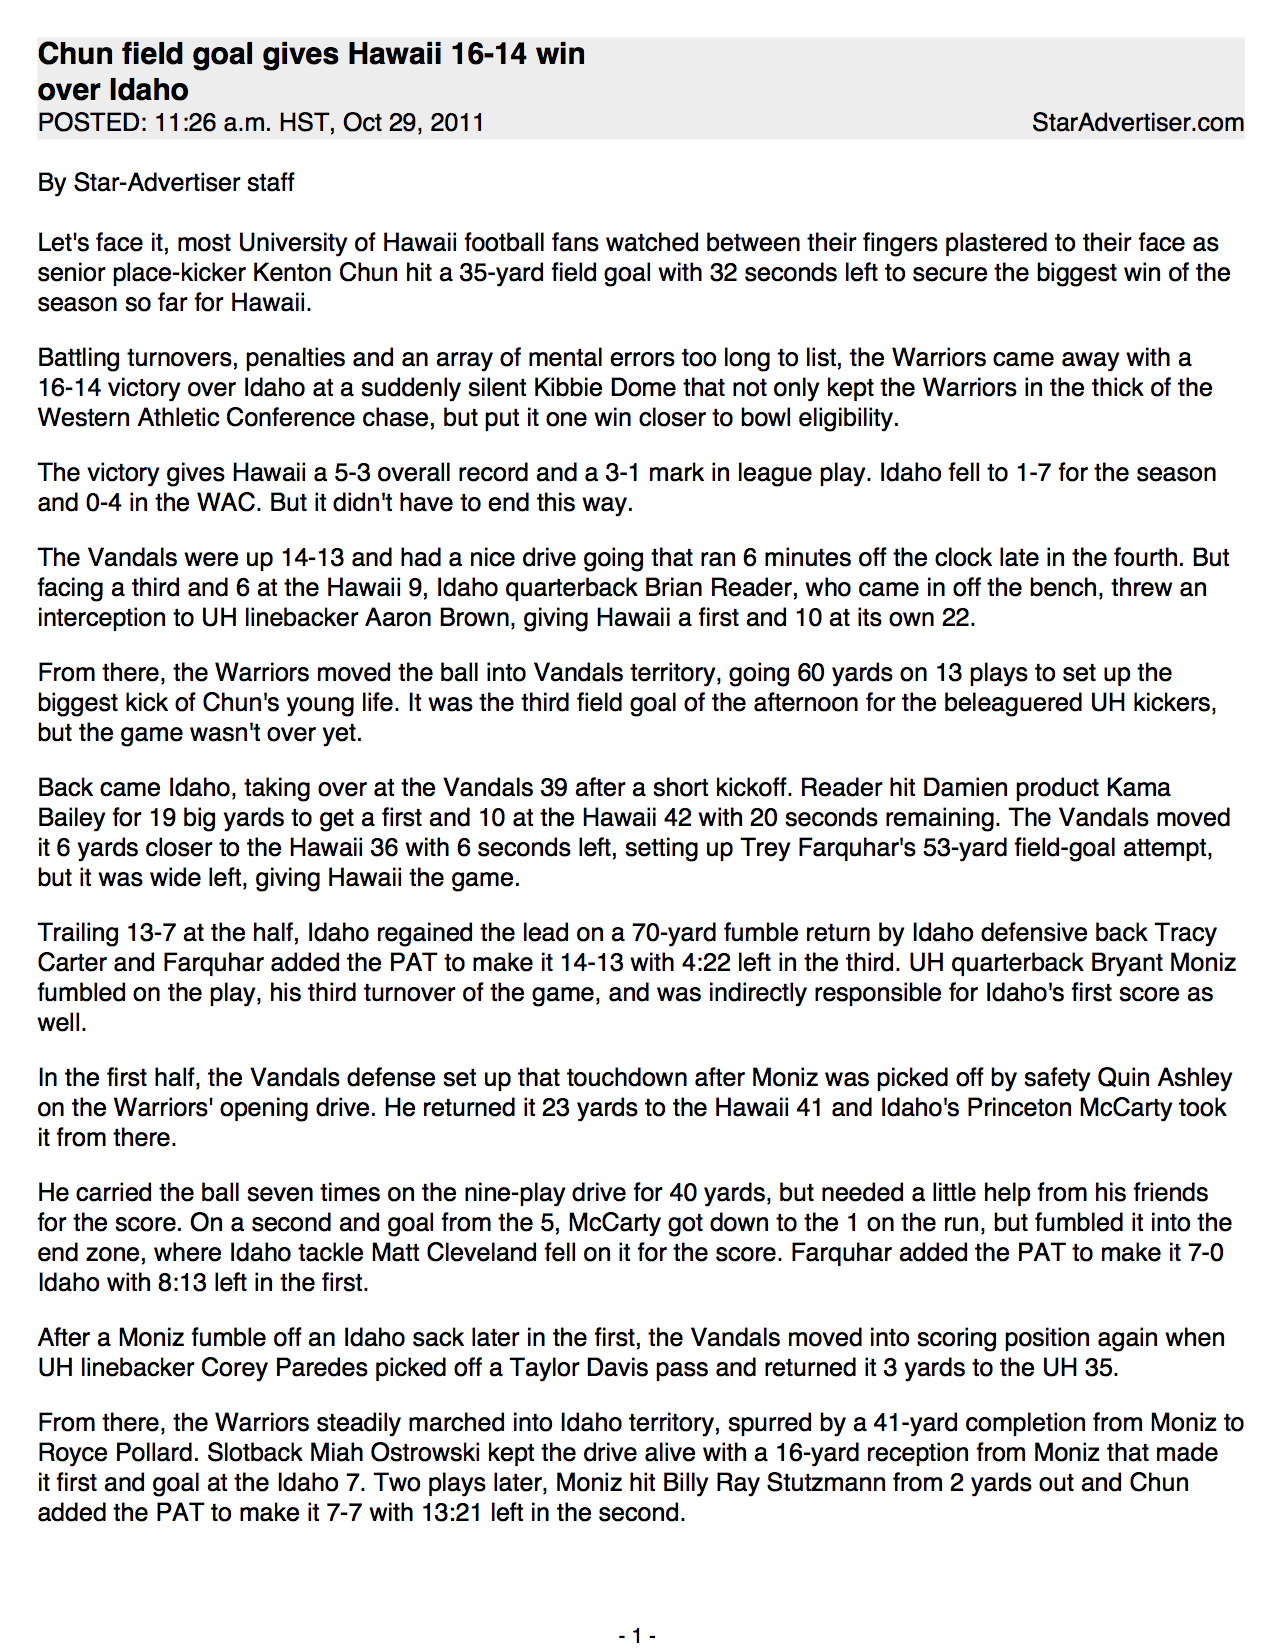 Chun field goal gives Hawaii 16-14 win
over Idaho
POSTED: 11:26 a.m. HST, Oct 29, 2011 StarAdvertiser.com
By Star-Advertiser staff
Let's face it, most University of Hawaii football fans watched between their fingers plastered to their face as
senior place-kicker Kenton Chun hit a 35-yard field goal with 32 seconds left to secure the biggest win of the
season so far for Hawaii.
Battling turnovers, penalties and an array of mental errors too long to list, the Warriors came away with a
16-14 victory over Idaho at a suddenly silent Kibbie Dome that not only kept the Warriors in the thick of the
Western Athletic Conference chase, but put it one win closer to bowl eligibility.
The victory gives Hawaii a 5-3 overall record and a 3-1 mark in league play. Idaho fell to 1-7 for the season
and 0-4 in the WAC. But it didn't have to end this way.
The Vandals were up 14-13 and had a nice drive going that ran 6 minutes off the clock late in the fourth. But
facing a third and 6 at the Hawaii 9, Idaho quarterback Brian Reader, who came in off the bench, threw an
interception to UH linebacker Aaron Brown, giving Hawaii a first and 10 at its own 22.
From there, the Warriors moved the ball into Vandals territory, going 60 yards on 13 plays to set up the
biggest kick of Chun's young life. It was the third field goal of the afternoon for the beleaguered UH kickers,
but the game wasn't over yet.
Back came Idaho, taking over at the Vandals 39 after a short kickoff. Reader hit Damien product Kama
Bailey for 19 big yards to get a first and 10 at the Hawaii 42 with 20 seconds remaining. The Vandals moved
it 6 yards closer to the Hawaii 36 with 6 seconds left, setting up Trey Farquhar's 53-yard field-goal attempt,
but it was wide left, giving Hawaii the game.
Trailing 13-7 at the half, Idaho regained the lead on a 70-yard fumble return by Idaho defensive back Tracy
Carter and Farquhar added the PAT to make it 14-13 with 4:22 left in the third. UH quarterback Bryant Moniz
fumbled on the play, his third turnover of the game, and was indirectly responsible for Idaho's first score as
well.
In the first half, the Vandals defense set up that touchdown after Moniz was picked off by safety Quin Ashley
on the Warriors' opening drive. He returned it 23 yards to the Hawaii 41 and Idaho's Princeton McCarty took
it from there.
He carried the ball seven times on the nine-play drive for 40 yards, but needed a little help from his friends
for the score. On a second and goal from the 5, McCarty got down to the 1 on the run, but fumbled it into the
end zone, where Idaho tackle Matt Cleveland fell on it for the score. Farquhar added the PAT to make it 7-0
Idaho with 8:13 left in the first.
After a Moniz fumble off an Idaho sack later in the first, the Vandals moved into scoring position again when
UH linebacker Corey Paredes picked off a Taylor Davis pass and returned it 3 yards to the UH 35.
From there, the Warriors steadily marched into Idaho territory, spurred by a 41-yard completion from Moniz to
Royce Pollard. Slotback Miah Ostrowski kept the drive alive with a 16-yard reception from Moniz that made
it first and goal at the Idaho 7. Two plays later, Moniz hit Billy Ray Stutzmann from 2 yards out and Chun
added the PAT to make it 7-7 with 13:21 left in the second.
- 1 -